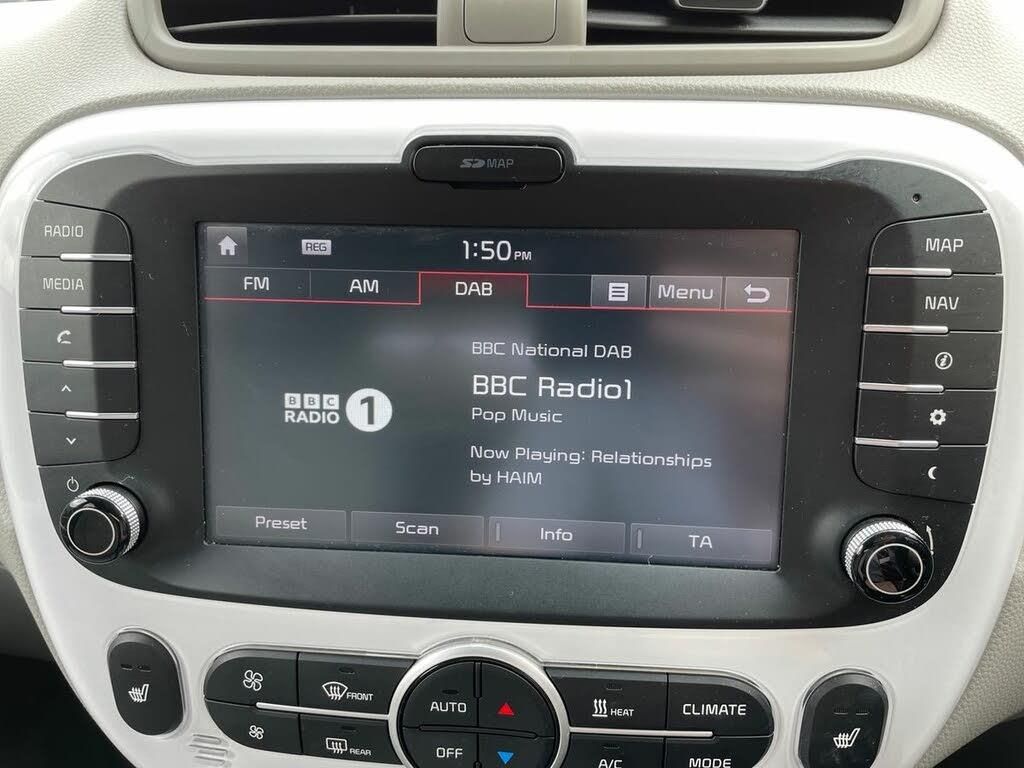 SD MAP
RADIO
MEDIA
MAP
NAV
REG
1:50 PM
FM
AM
DAB
Menu
BBC National DAB
BBC Radio1
Pop Music
Now Playing: Relationships
by HAIM
BBC
RADIO 1
Preset
Scan
Info
TA
FRONT
REAR
AUTO
OFF
HEAT
A/C
CLIMATE
MODE